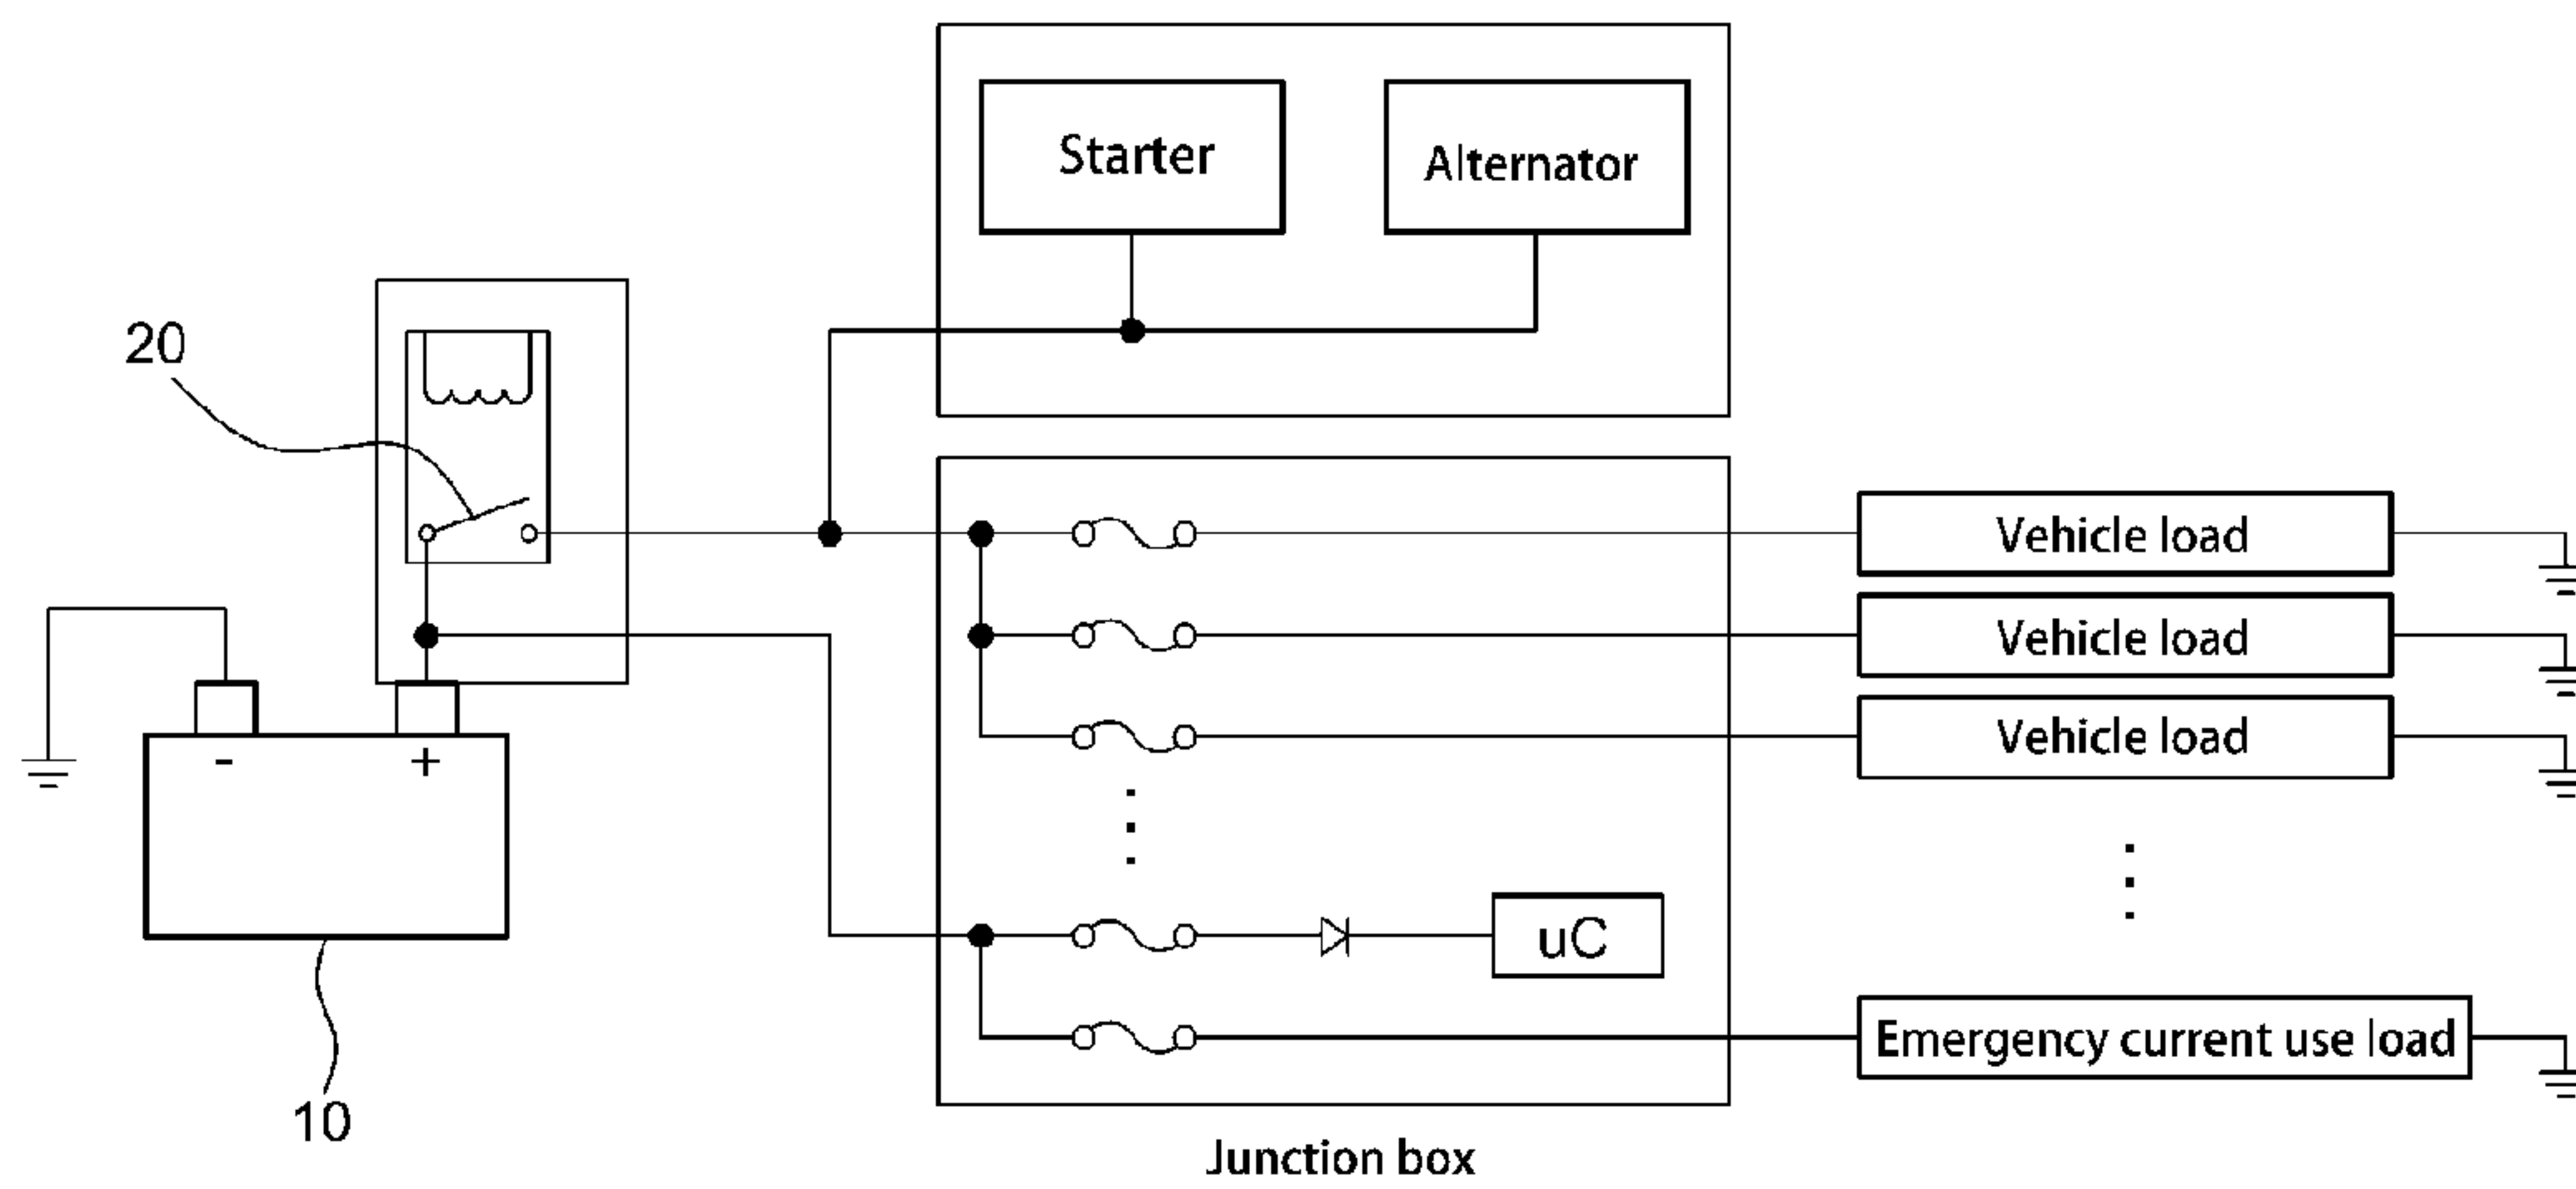 Starter
Alternator
20
Vehicle load
Vehicle load
- +
Vehicle load
uC
Emergency current use load
10
Junction box